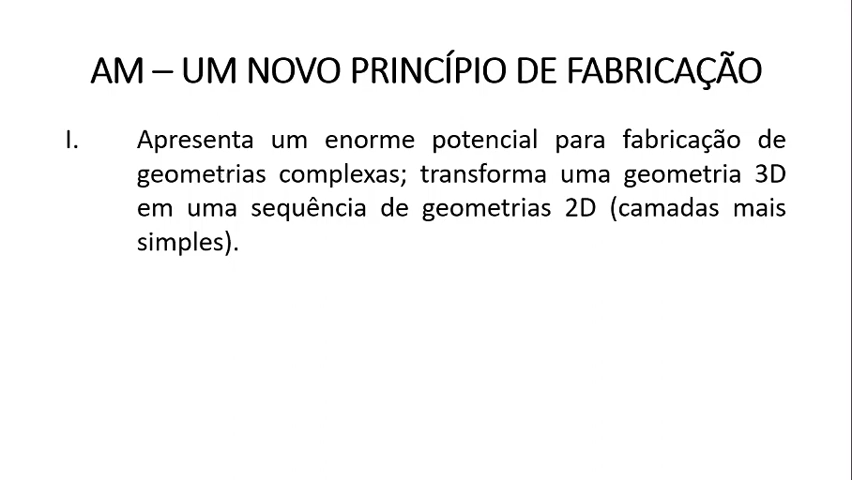 AM – UM NOVO PRINCÍPIO DE FABRICAÇÃO
I. Apresenta um enorme potencial para fabricação de
geometrias complexas; transforma uma geometria 3D
em uma sequência de geometrias 2D (camadas mais
simples).